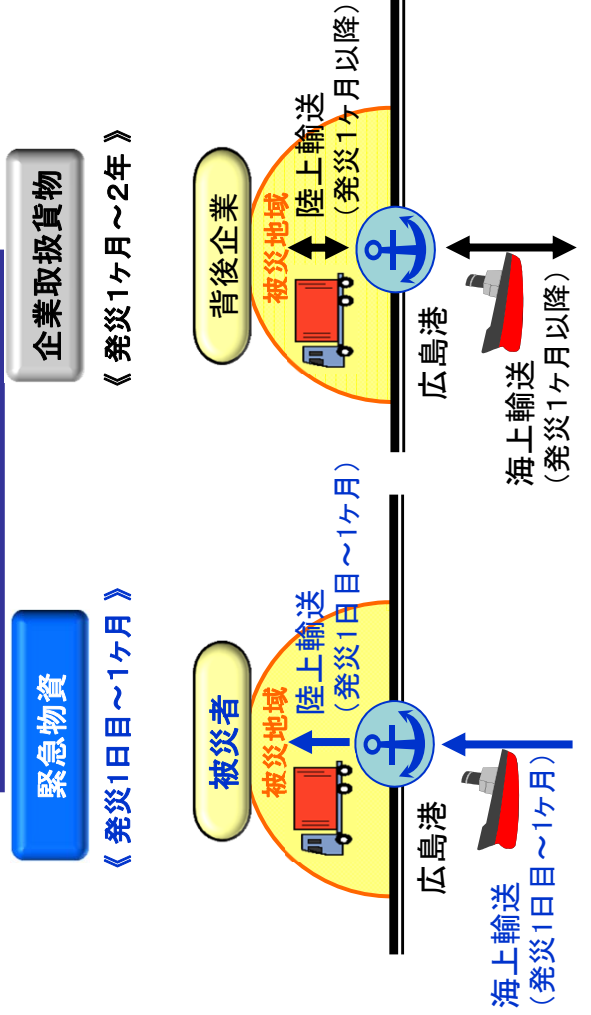 緊急物資
《 発災1日目～1ヶ月 》
被災者
被災地域
陸上輸送
（発災1日目～1ヶ月）
広島港
海上輸送
（発災1日目～1ヶ月）
企業取扱貨物
《 発災1ヶ月～2年 》
背後企業
被災地域
陸上輸送
（発災1ヶ月以降）
広島港
海上輸送
（発災1ヶ月以降）